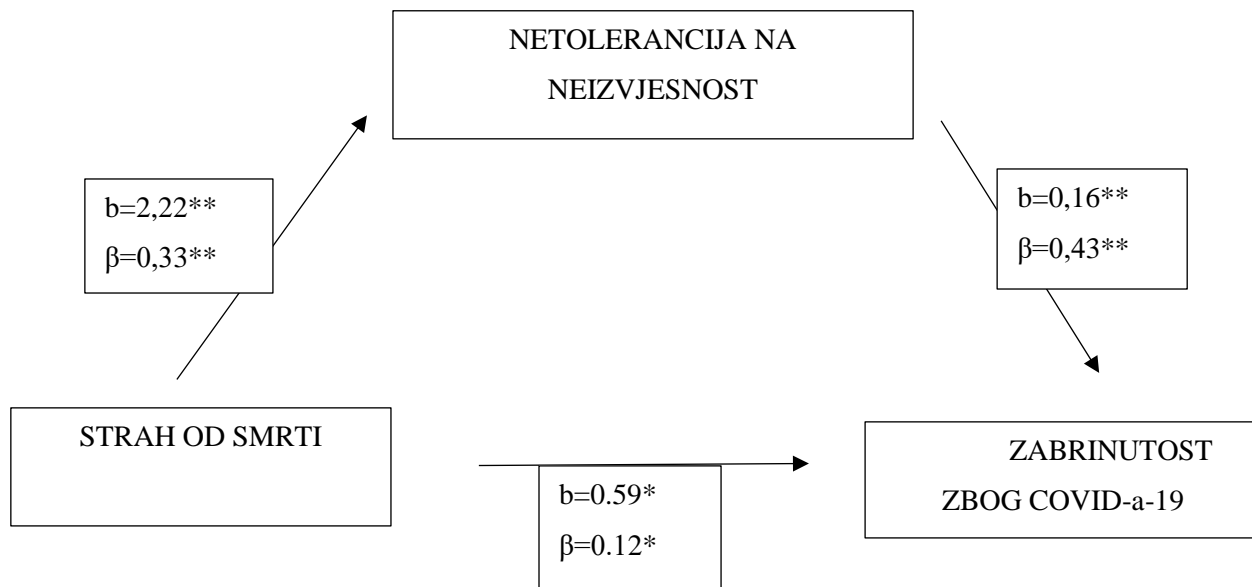 NETOLERANCIJA NA
NEIZVJESNOST
b=2,22**
β=0,33**
b=0,16**
β=0,43**
STRAH OD SMRTI
ZABRINUTOST
ZBOG COVID-a-19
b=0.59*
β=0.12*